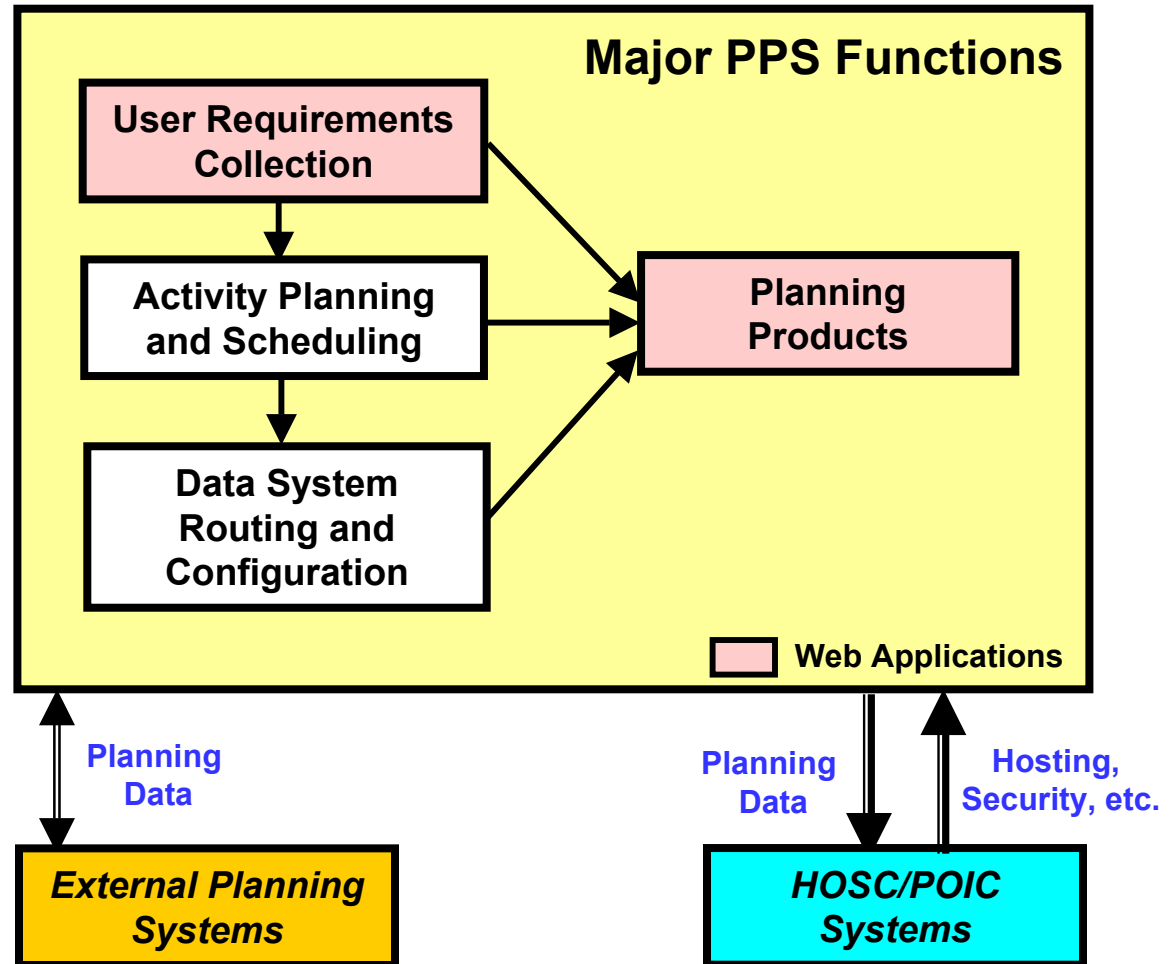 Major PPS Functions
User Requirements
Collection
Activity Planning
and Scheduling
Planning
Products
Data System
Routing and
Configuration
Web Applications
Planning
Data
Planning
Data
Hosting,
Security, etc.
External Planning
Systems
HOSC/POIC
Systems